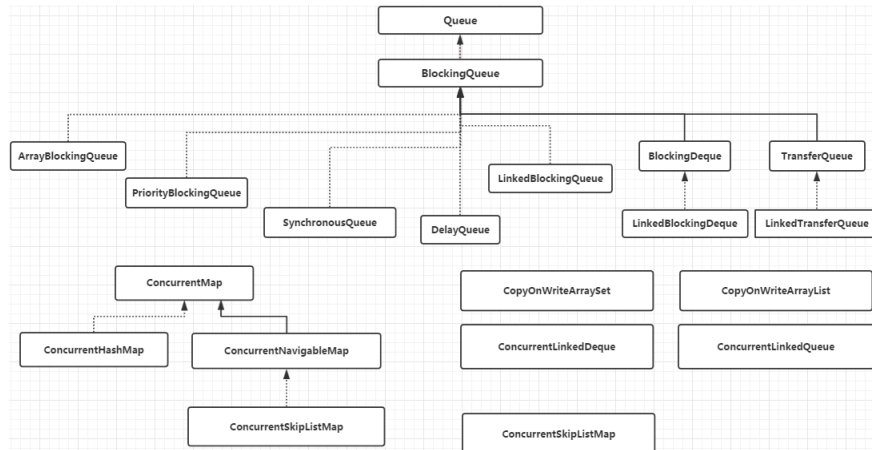 Queue
BlockingQueue
ArrayBlockingQueue
BlockingDeque
TransferQueue
PriorityBlockingQueue
LinkedBlockingQueue
SynchronousQueue
DelayQueue
LinkedBlockingDeque
LinkedTransferQueue
ConcurrentMap
CopyOnWriteArraySet
CopyOnWriteArrayList
ConcurrentHashMap
ConcurrentNavigableMap
ConcurrentLinkedDeque
ConcurrentLinkedQueue
ConcurrentSkipListMap
ConcurrentSkipListMap